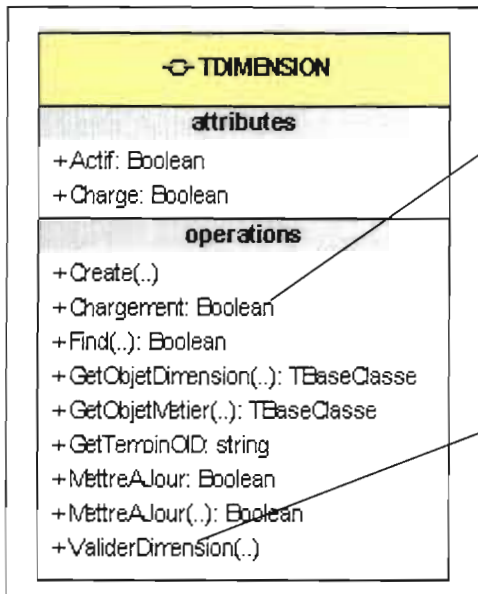 TDIMENSION
attributes
+Actif: Boolean
+Charge: Boolean
operations
+Create(..)
+Chargement: Boolean
+Find(..): Boolean
+GetObjetDimension(..): TBaseClasse
+GetObjetMetier(..): TBaseClasse
+GetTemoinOID: string
+MettreAJour: Boolean
+MettreAJour(..): Boolean
+ValiderDimension(..)